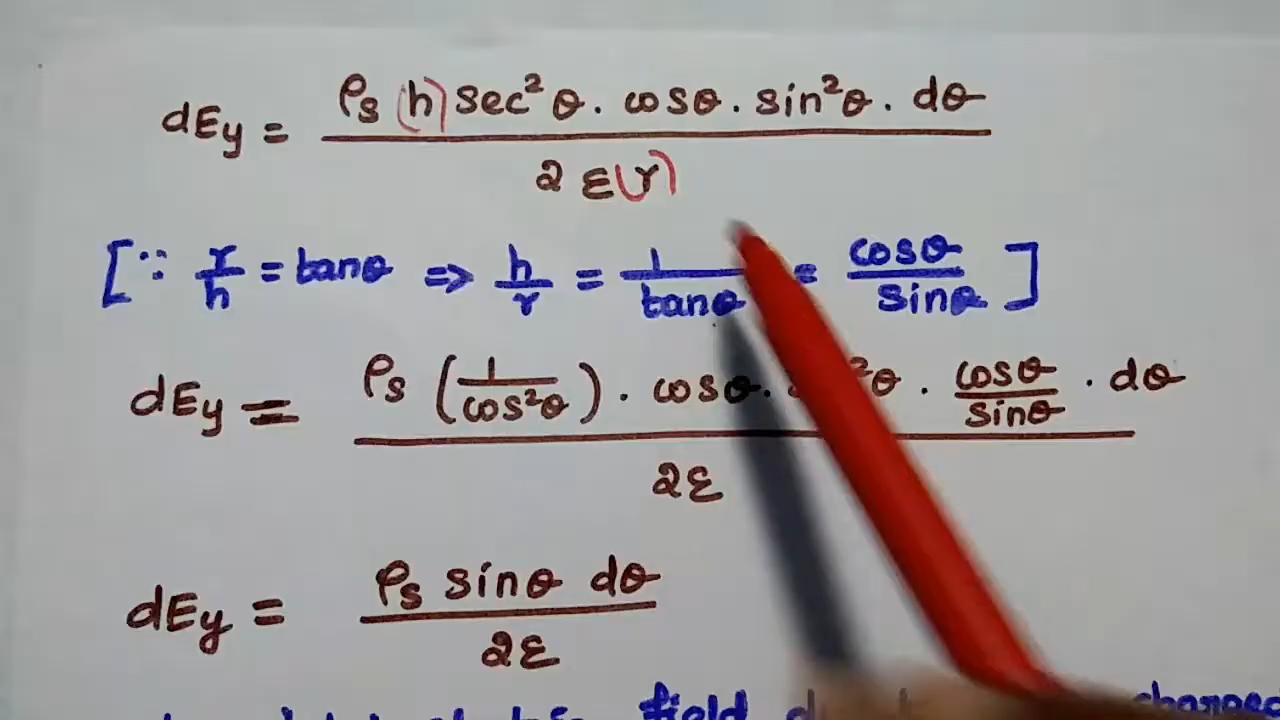 dEy = ρs (h) sec²θ . cosθ . sin²θ . dθ / 2 ε(r)
[∵ r/h = tanθ ⇒ h/r = 1/tanθ = cosθ/sinθ ]
dEy = ρs (1/cos²θ) . cosθ . ²θ . cosθ/sinθ . dθ / 2ε
dEy = ρs sinθ dθ / 2ε
field